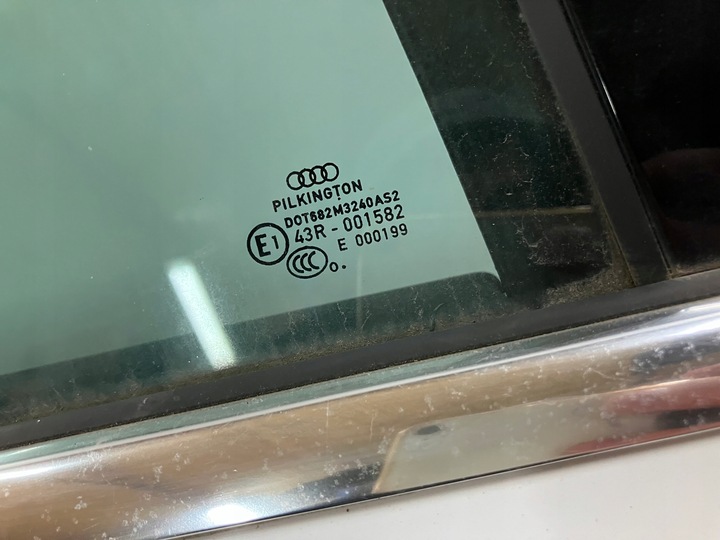 PILKINGTON
DOT682M3240AS2
E1 43R - 001582
E 000199
CCC o.